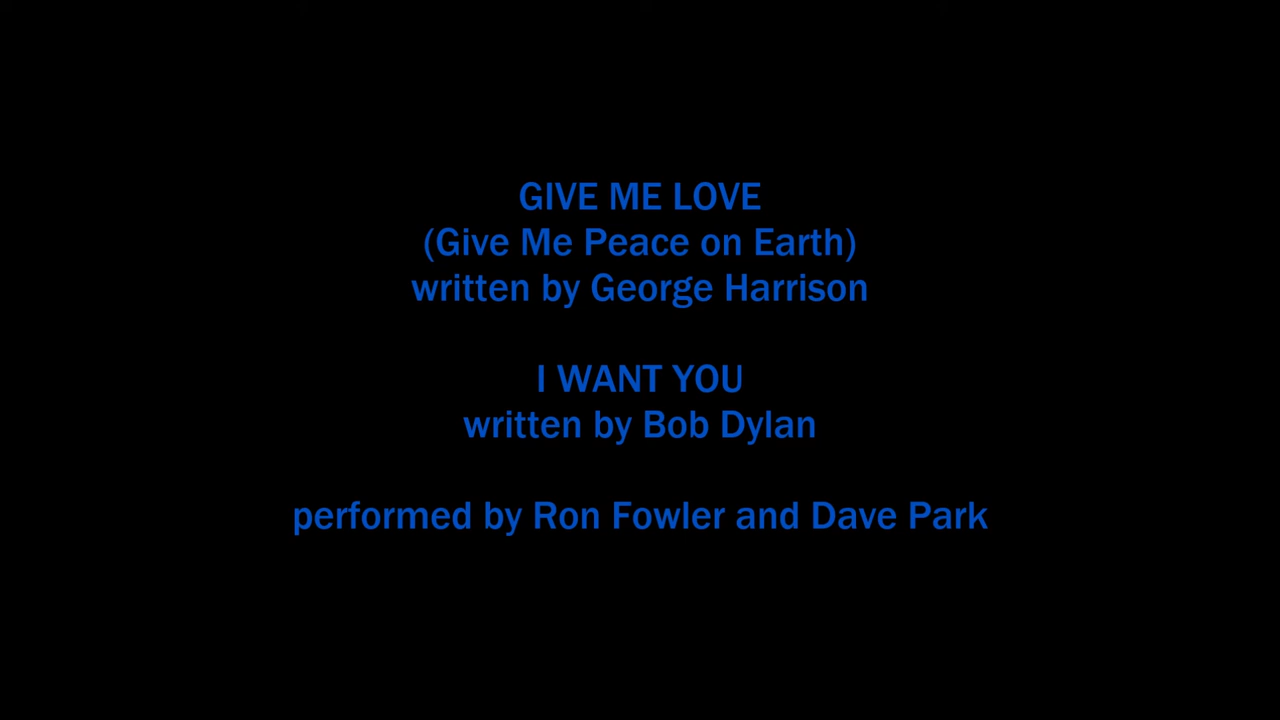 GIVE ME LOVE
(Give Me Peace on Earth)
written by George Harrison
I WANT YOU
written by Bob Dylan
performed by Ron Fowler and Dave Park